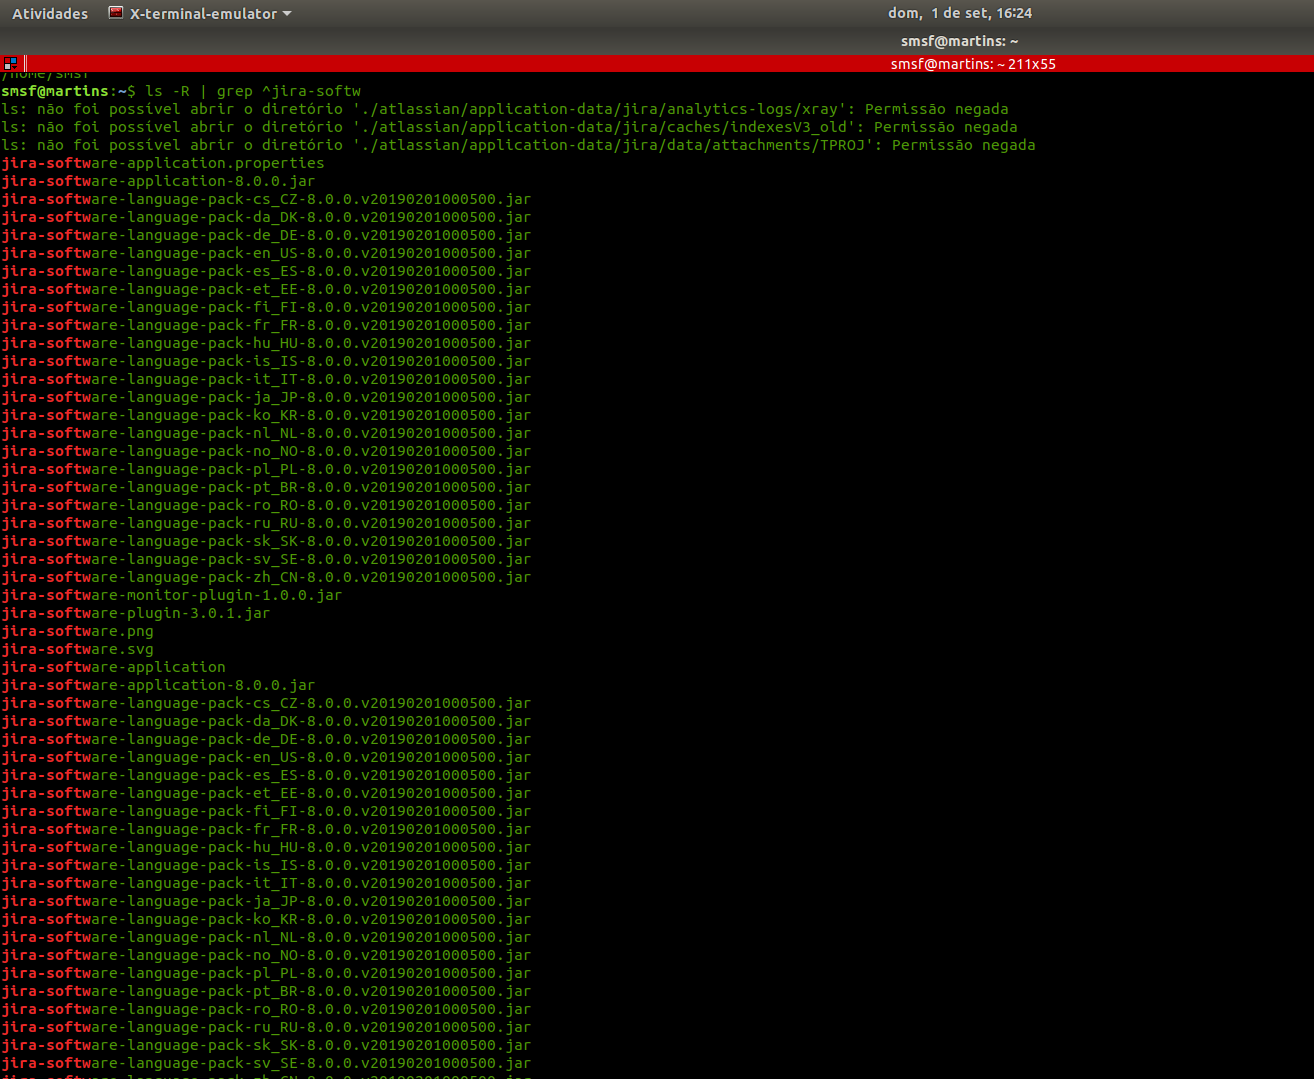 Atividades X-terminal-emulator dom, 1 de set, 16:24
smsf@martins: ~
smsf@martins: ~ 211x55
/home/smsf
smsf@martins:~$ ls -R | grep ^jira-softw
ls: não foi possível abrir o diretório './atlassian/application-data/jira/analytics-logs/xray': Permissão negada
ls: não foi possível abrir o diretório './atlassian/application-data/jira/caches/indexesV3_old': Permissão negada
ls: não foi possível abrir o diretório './atlassian/application-data/jira/data/attachments/TPROJ': Permissão negada
jira-software-application.properties
jira-software-application-8.0.0.jar
jira-software-language-pack-cs_CZ-8.0.0.v20190201000500.jar
jira-software-language-pack-da_DK-8.0.0.v20190201000500.jar
jira-software-language-pack-de_DE-8.0.0.v20190201000500.jar
jira-software-language-pack-en_US-8.0.0.v20190201000500.jar
jira-software-language-pack-es_ES-8.0.0.v20190201000500.jar
jira-software-language-pack-et_EE-8.0.0.v20190201000500.jar
jira-software-language-pack-fi_FI-8.0.0.v20190201000500.jar
jira-software-language-pack-fr_FR-8.0.0.v20190201000500.jar
jira-software-language-pack-hu_HU-8.0.0.v20190201000500.jar
jira-software-language-pack-is_IS-8.0.0.v20190201000500.jar
jira-software-language-pack-it_IT-8.0.0.v20190201000500.jar
jira-software-language-pack-ja_JP-8.0.0.v20190201000500.jar
jira-software-language-pack-ko_KR-8.0.0.v20190201000500.jar
jira-software-language-pack-nl_NL-8.0.0.v20190201000500.jar
jira-software-language-pack-no_NO-8.0.0.v20190201000500.jar
jira-software-language-pack-pl_PL-8.0.0.v20190201000500.jar
jira-software-language-pack-pt_BR-8.0.0.v20190201000500.jar
jira-software-language-pack-ro_RO-8.0.0.v20190201000500.jar
jira-software-language-pack-ru_RU-8.0.0.v20190201000500.jar
jira-software-language-pack-sk_SK-8.0.0.v20190201000500.jar
jira-software-language-pack-sv_SE-8.0.0.v20190201000500.jar
jira-software-language-pack-zh_CN-8.0.0.v20190201000500.jar
jira-software-monitor-plugin-1.0.0.jar
jira-software-plugin-3.0.1.jar
jira-software.png
jira-software.svg
jira-software-application
jira-software-application-8.0.0.jar
jira-software-language-pack-cs_CZ-8.0.0.v20190201000500.jar
jira-software-language-pack-da_DK-8.0.0.v20190201000500.jar
jira-software-language-pack-de_DE-8.0.0.v20190201000500.jar
jira-software-language-pack-en_US-8.0.0.v20190201000500.jar
jira-software-language-pack-es_ES-8.0.0.v20190201000500.jar
jira-software-language-pack-et_EE-8.0.0.v20190201000500.jar
jira-software-language-pack-fi_FI-8.0.0.v20190201000500.jar
jira-software-language-pack-fr_FR-8.0.0.v20190201000500.jar
jira-software-language-pack-hu_HU-8.0.0.v20190201000500.jar
jira-software-language-pack-is_IS-8.0.0.v20190201000500.jar
jira-software-language-pack-it_IT-8.0.0.v20190201000500.jar
jira-software-language-pack-ja_JP-8.0.0.v20190201000500.jar
jira-software-language-pack-ko_KR-8.0.0.v20190201000500.jar
jira-software-language-pack-nl_NL-8.0.0.v20190201000500.jar
jira-software-language-pack-no_NO-8.0.0.v20190201000500.jar
jira-software-language-pack-pl_PL-8.0.0.v20190201000500.jar
jira-software-language-pack-pt_BR-8.0.0.v20190201000500.jar
jira-software-language-pack-ro_RO-8.0.0.v20190201000500.jar
jira-software-language-pack-ru_RU-8.0.0.v20190201000500.jar
jira-software-language-pack-sk_SK-8.0.0.v20190201000500.jar
jira-software-language-pack-sv_SE-8.0.0.v20190201000500.jar
jira-software-language-pack-zh_CN-8.0.0.v20190201000500.jar